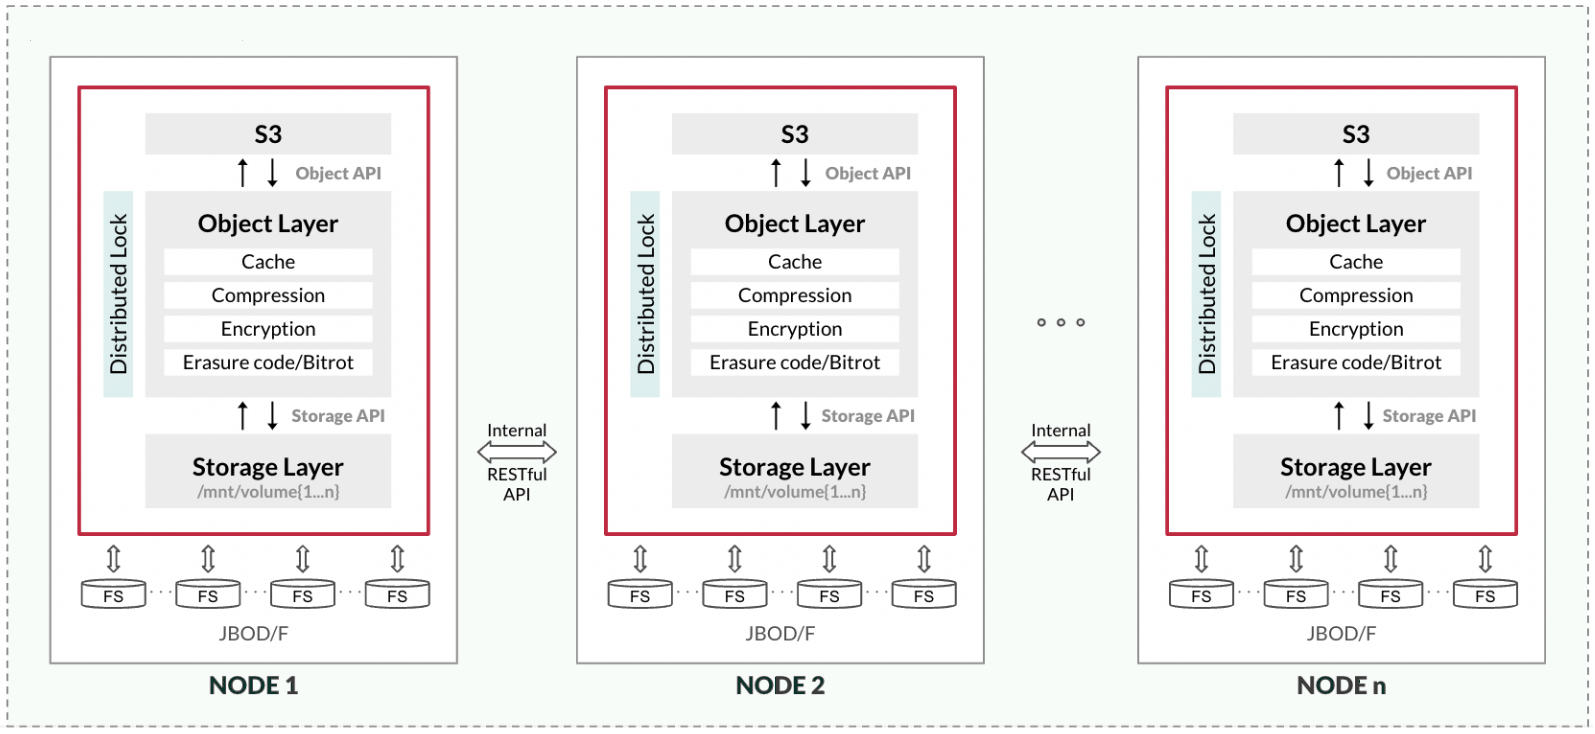 S3
Object API
Distributed Lock
Object Layer
Cache
Compression
Encryption
Erasure code/Bitrot
Storage API
Storage Layer
/mnt/volume{1...n}
FS
FS
FS
FS
JBOD/F
NODE 1
Internal
RESTful
API
S3
Object API
Distributed Lock
Object Layer
Cache
Compression
Encryption
Erasure code/Bitrot
Storage API
Storage Layer
/mnt/volume{1...n}
FS
FS
FS
FS
JBOD/F
NODE 2
Internal
RESTful
API
S3
Object API
Distributed Lock
Object Layer
Cache
Compression
Encryption
Erasure code/Bitrot
Storage API
Storage Layer
/mnt/volume{1...n}
FS
FS
FS
FS
JBOD/F
NODE n